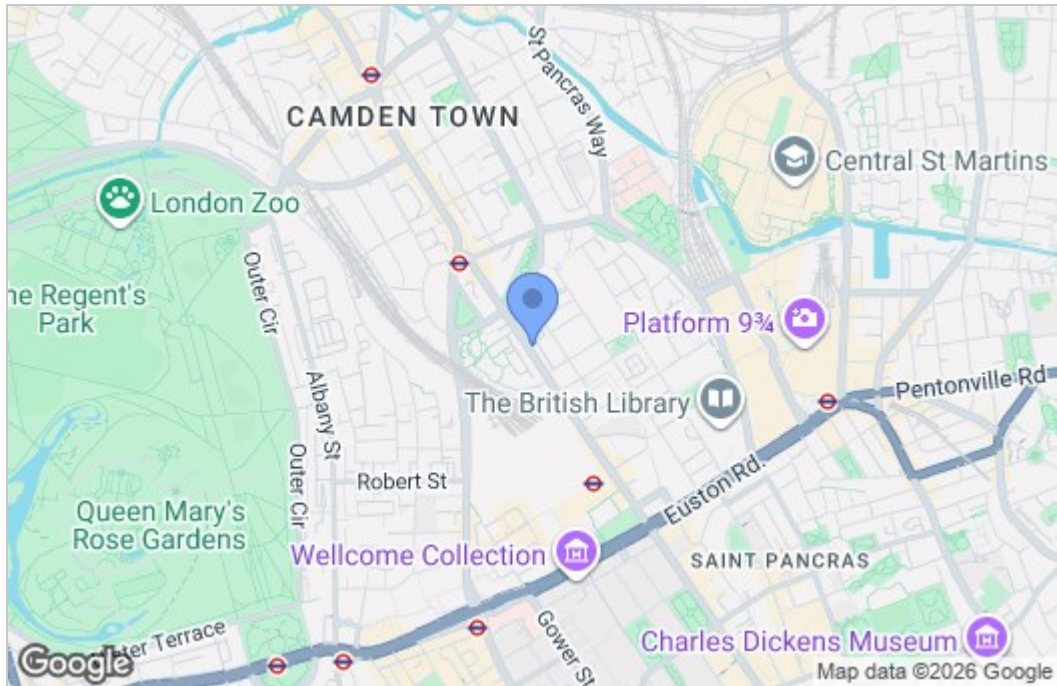 St Pancras Way
CAMDEN TOWN
Central St Martins
London Zoo
Outer Cir
he Regent's
Park
Platform 9¾
Albany St
Pentonville Rd
The British Library
Outer Cir
Robert St
Euston Rd.
Queen Mary's
Rose Gardens
Wellcome Collection
SAINT PANCRAS
Gower St
Charles Dickens Museum
Google
Map data ©2026 Google